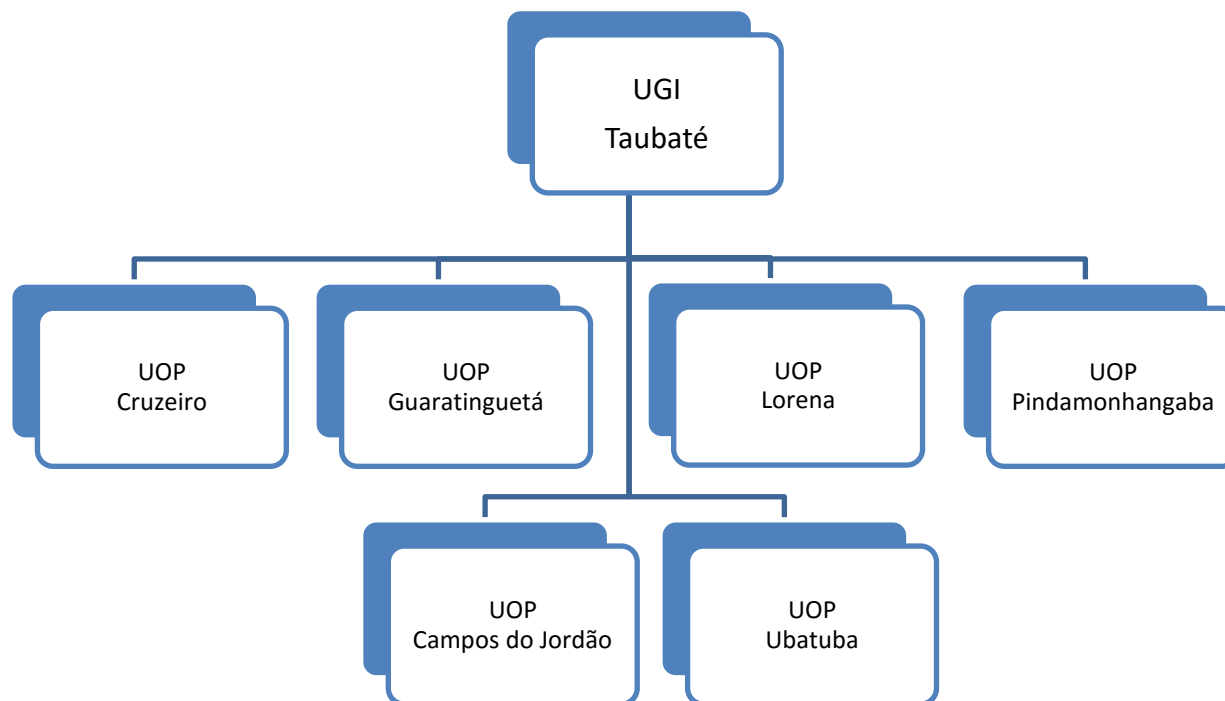 UGI
Taubaté
UOP
Cruzeiro
UOP
Guaratinguetá
UOP
Lorena
UOP
Pindamonhangaba
UOP
Campos do Jordão
UOP
Ubatuba